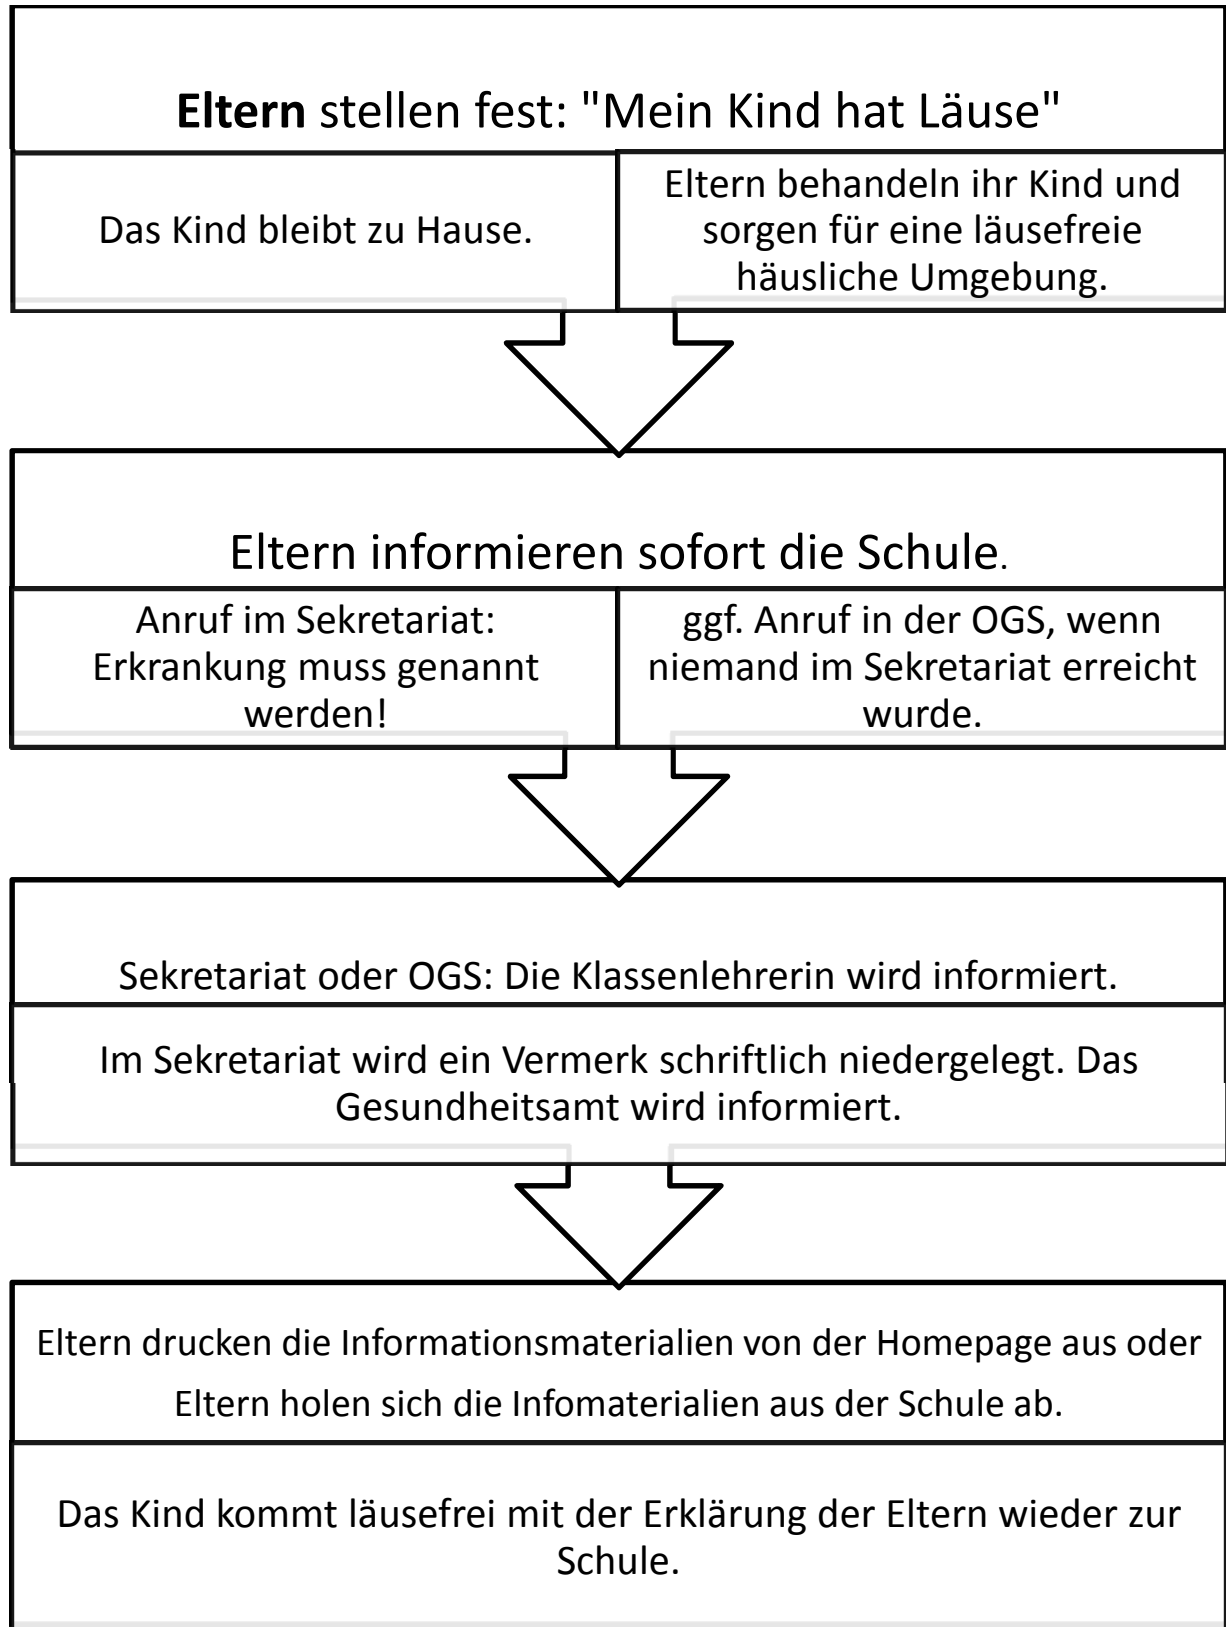 Eltern stellen fest: "Mein Kind hat Läuse"
Das Kind bleibt zu Hause.
Eltern behandeln ihr Kind und
sorgen für eine läusefreie
häusliche Umgebung.
Eltern informieren sofort die Schule.
Anruf im Sekretariat:
Erkrankung muss genannt
werden!
ggf. Anruf in der OGS, wenn
niemand im Sekretariat erreicht
wurde.
Sekretariat oder OGS: Die Klassenlehrerin wird informiert.
Im Sekretariat wird ein Vermerk schriftlich niedergelegt. Das
Gesundheitsamt wird informiert.
Eltern drucken die Informationsmaterialien von der Homepage aus oder
Eltern holen sich die Infomaterialien aus der Schule ab.
Das Kind kommt läusefrei mit der Erklärung der Eltern wieder zur
Schule.